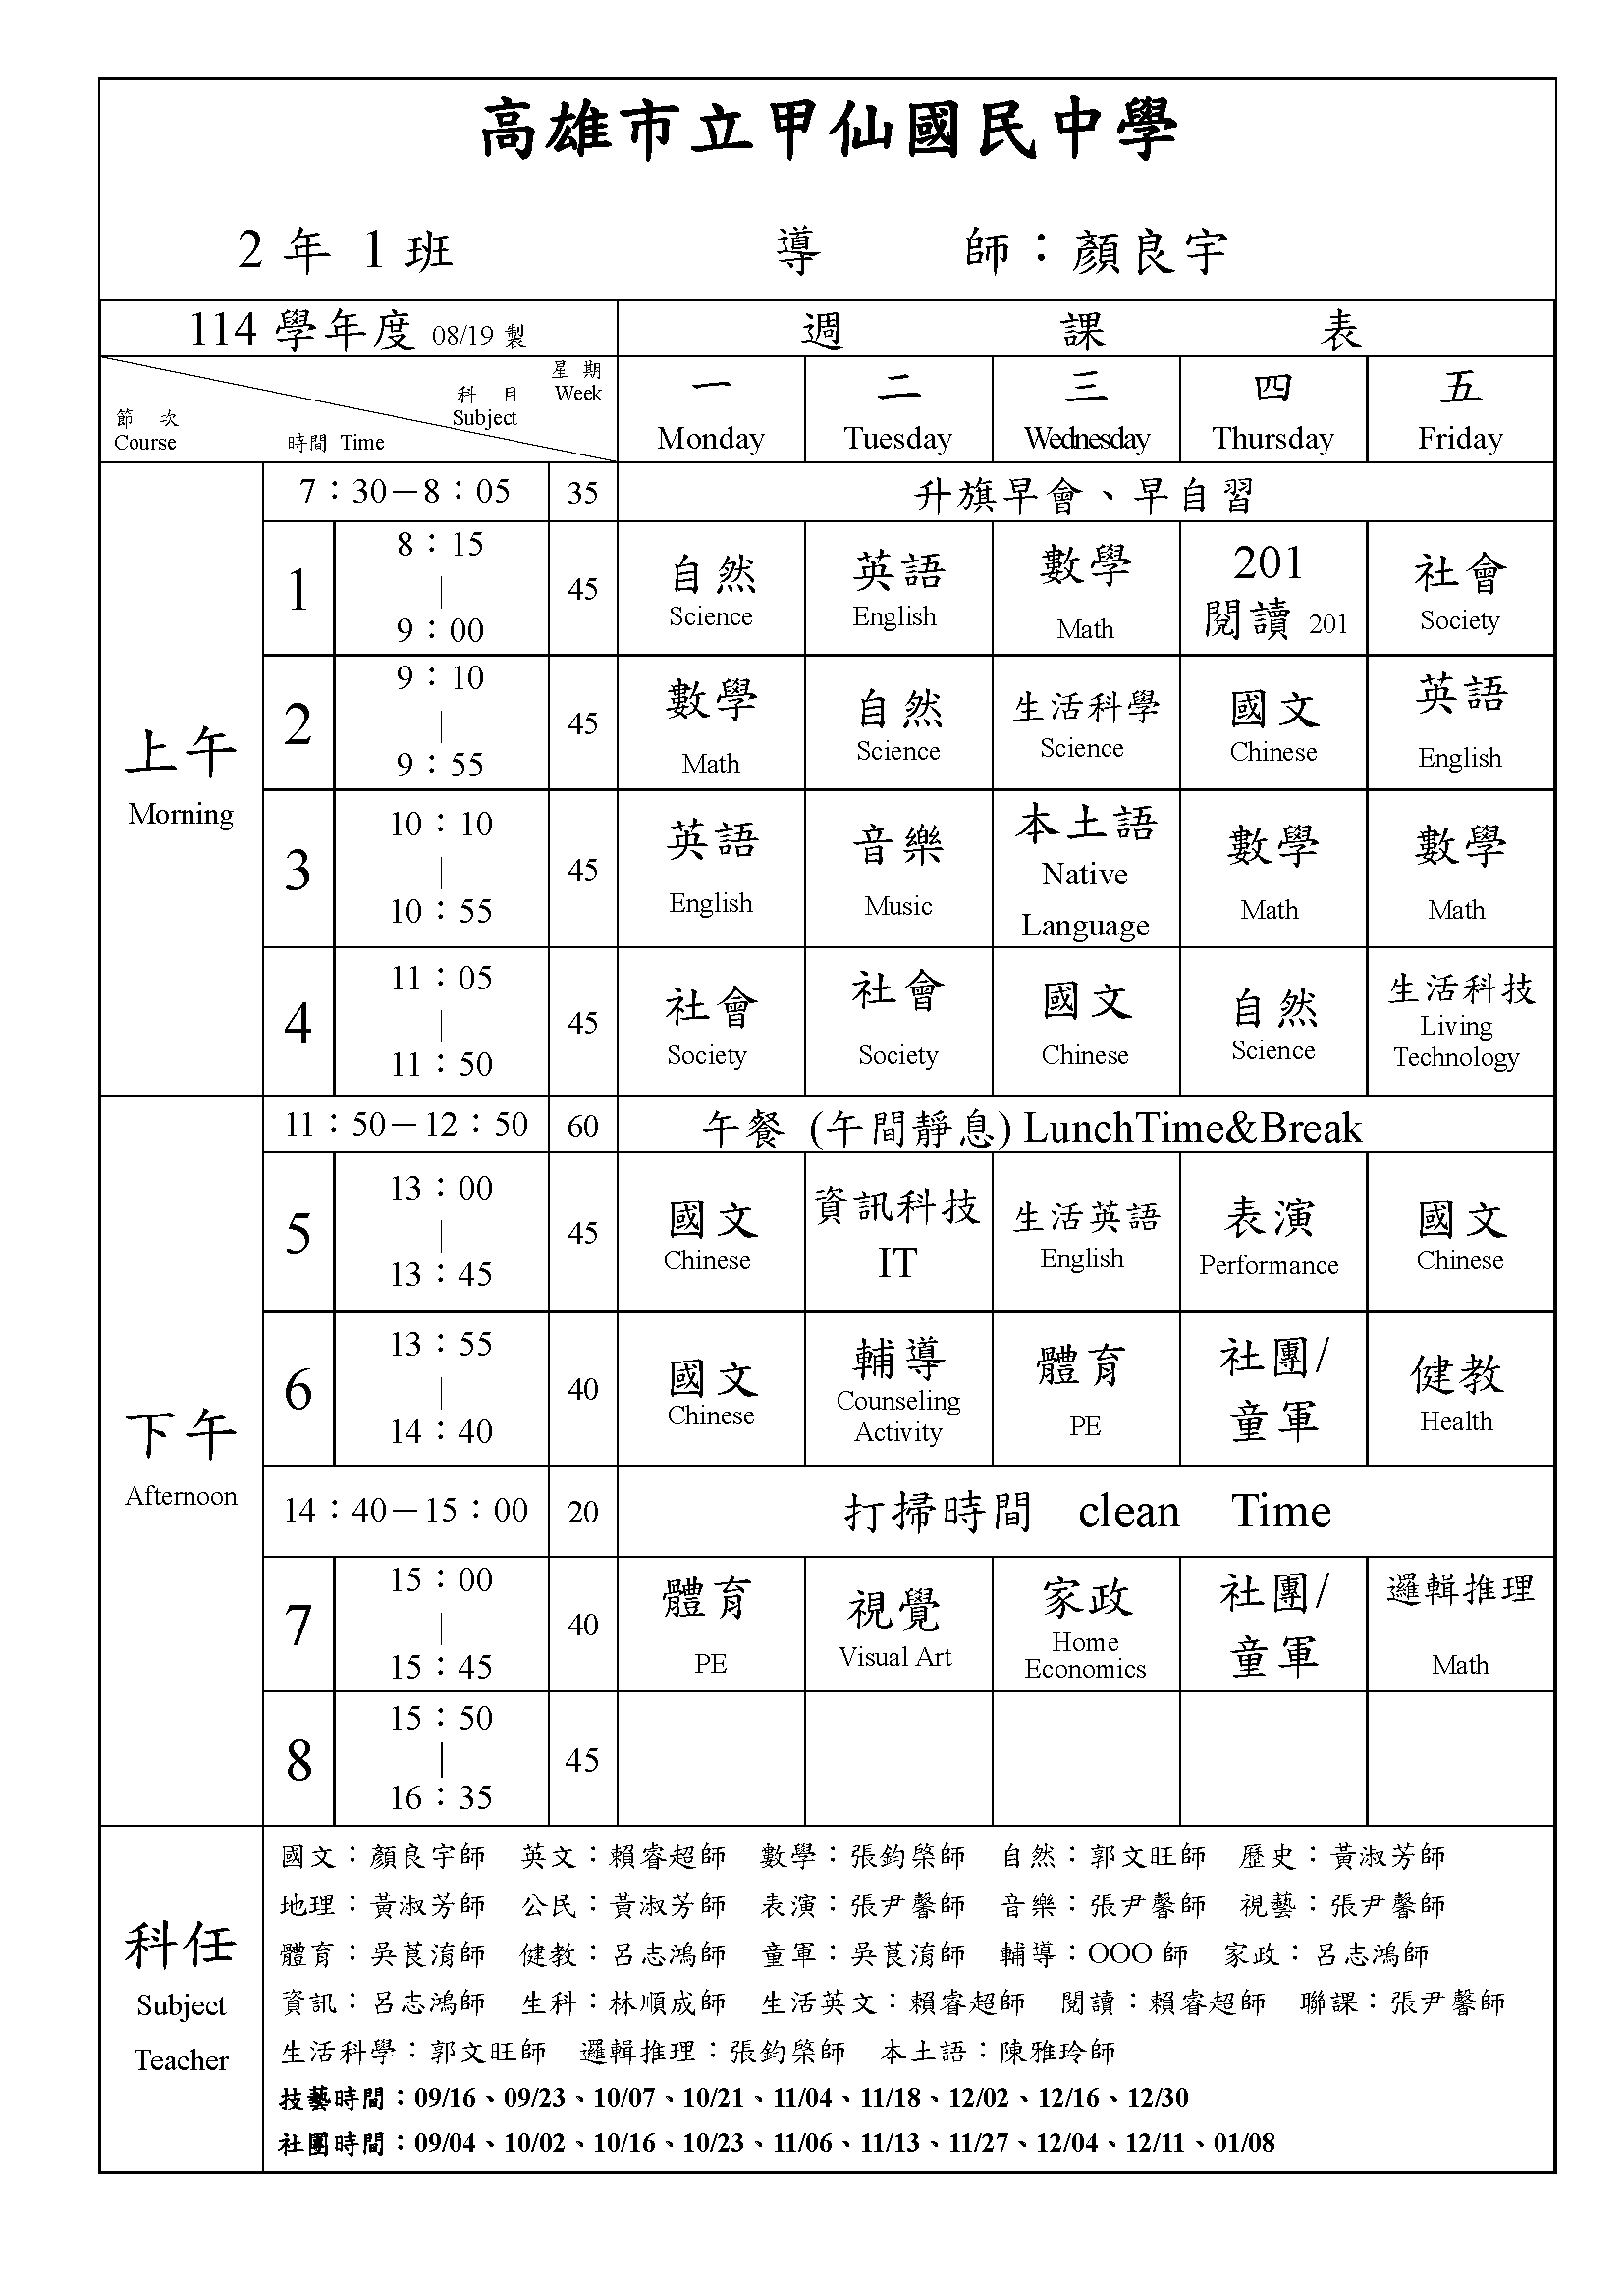 高雄市立甲仙國民中學
2 年 1 班 導 師：顏良宇
114 學年度 08/19 製 週 課 表
星 期 Week
科 目 Subject
節 次 Course
時間 Time
一 Monday
二 Tuesday
三 Wednesday
四 Thursday
五 Friday
上午 Morning
7：30－8：05 35 升旗早會、早自習
1 8：15｜9：00 45
自然 Science
英語 English
數學 Math
201 閱讀 201
社會 Society
2 9：10｜9：55 45
數學 Math
自然 Science
生活科學 Science
國文 Chinese
英語 English
3 10：10｜10：55 45
英語 English
音樂 Music
本土語 Native Language
數學 Math
數學 Math
4 11：05｜11：50 45
社會 Society
社會 Society
國文 Chinese
自然 Science
生活科技 Living Technology
下午 Afternoon
11：50－12：50 60 午餐 (午間靜息) LunchTime&Break
5 13：00｜13：45 45
國文 Chinese
資訊科技 IT
生活英語 English
表演 Performance
國文 Chinese
6 13：55｜14：40 40
國文 Chinese
輔導 Counseling Activity
體育 PE
社團/童軍
健教 Health
14：40－15：00 20 打掃時間 clean Time
7 15：00｜15：45 40
體育 PE
視覺 Visual Art
家政 Home Economics
社團/童軍
邏輯推理 Math
8 15：50｜16：35 45
科任 Subject Teacher
國文：顏良宇師 英文：賴睿超師 數學：張鈞棨師 自然：郭文旺師 歷史：黃淑芳師
地理：黃淑芳師 公民：黃淑芳師 表演：張尹馨師 音樂：張尹馨師 視藝：張尹馨師
體育：吳莨淯師 健教：呂志鴻師 童軍：吳莨淯師 輔導：OOO 師 家政：呂志鴻師
資訊：呂志鴻師 生科：林順成師 生活英文：賴睿超師 閱讀：賴睿超師 聯課：張尹馨師
生活科學：郭文旺師 邏輯推理：張鈞棨師 本土語：陳雅玲師
技藝時間：09/16、09/23、10/07、10/21、11/04、11/18、12/02、12/16、12/30
社團時間：09/04、10/02、10/16、10/23、11/06、11/13、11/27、12/04、12/11、01/08